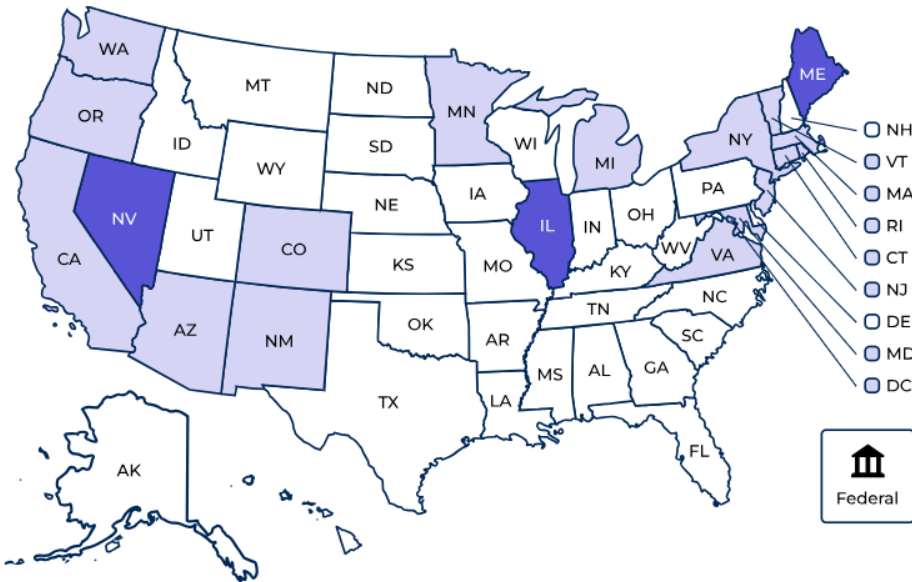 WA
MT
ND
MN
ME
OR
ID
SD
WI
NY
MI
WY
IA
PA
NE
NV
UT
CO
IL
IN
OH
CA
KS
MO
WV
VA
KY
NC
AZ
NM
OK
TN
AR
SC
MS
AL
GA
TX
LA
FL
AK
NH
VT
MA
RI
CT
NJ
DE
MD
DC
Federal